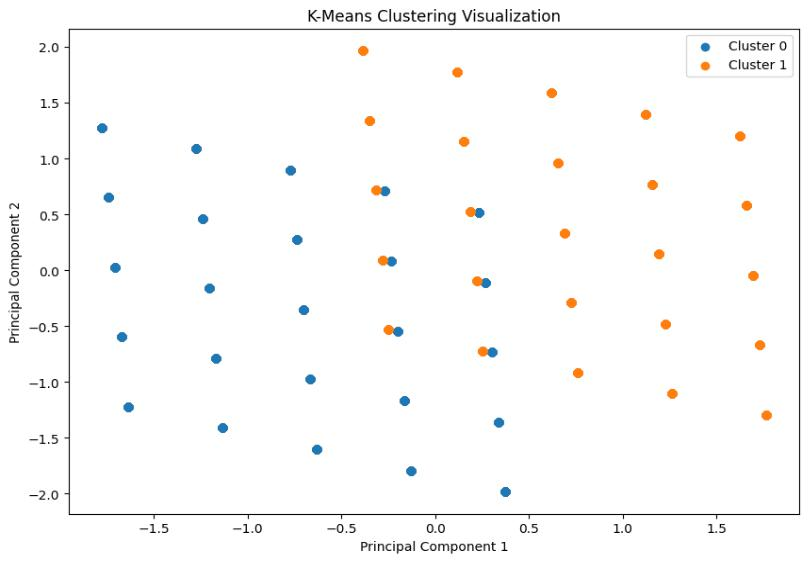 K-Means Clustering Visualization
Cluster 0
Cluster 1
2.0
1.5
1.0
0.5
0.0
−0.5
−1.0
−1.5
−2.0
Principal Component 2
−1.5 −1.0 −0.5 0.0 0.5 1.0 1.5
Principal Component 1